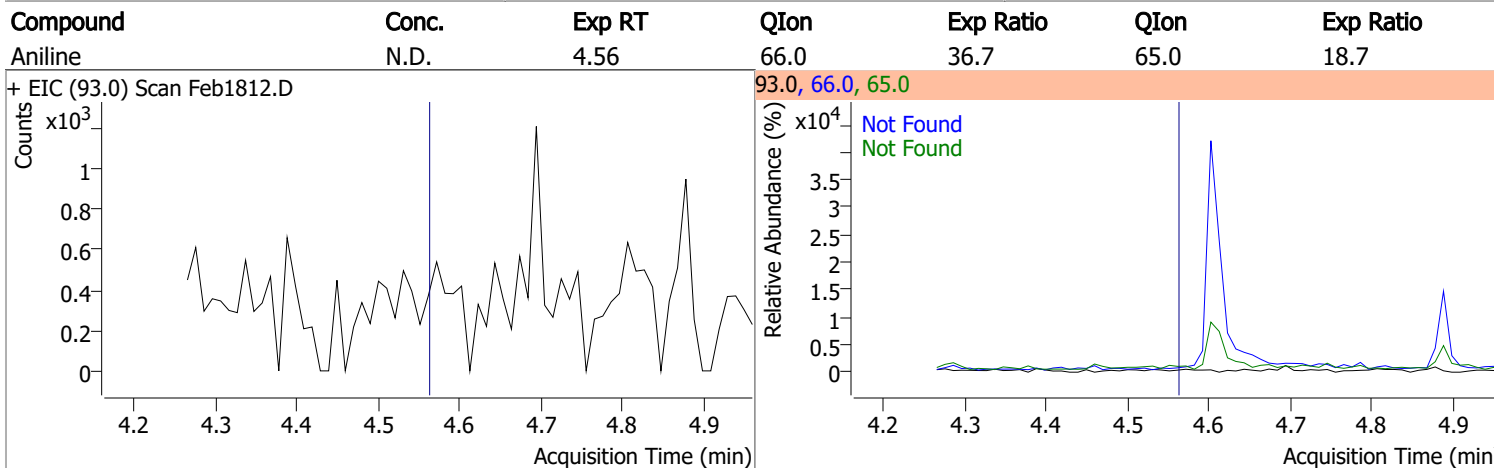 Compound Conc. Exp RT QIon Exp Ratio QIon Exp Ratio
Aniline N.D. 4.56 66.0 36.7 65.0 18.7
+ EIC (93.0) Scan Feb1812.D
Counts
x10³
1
0.8
0.6
0.4
0.2
0
4.2 4.3 4.4 4.5 4.6 4.7 4.8 4.9
Acquisition Time (min)
93.0, 66.0, 65.0
Relative Abundance (%)
x10⁴
Not Found
Not Found
3.5
3
2.5
2
1.5
1
0.5
0
4.2 4.3 4.4 4.5 4.6 4.7 4.8 4.9
Acquisition Time (min